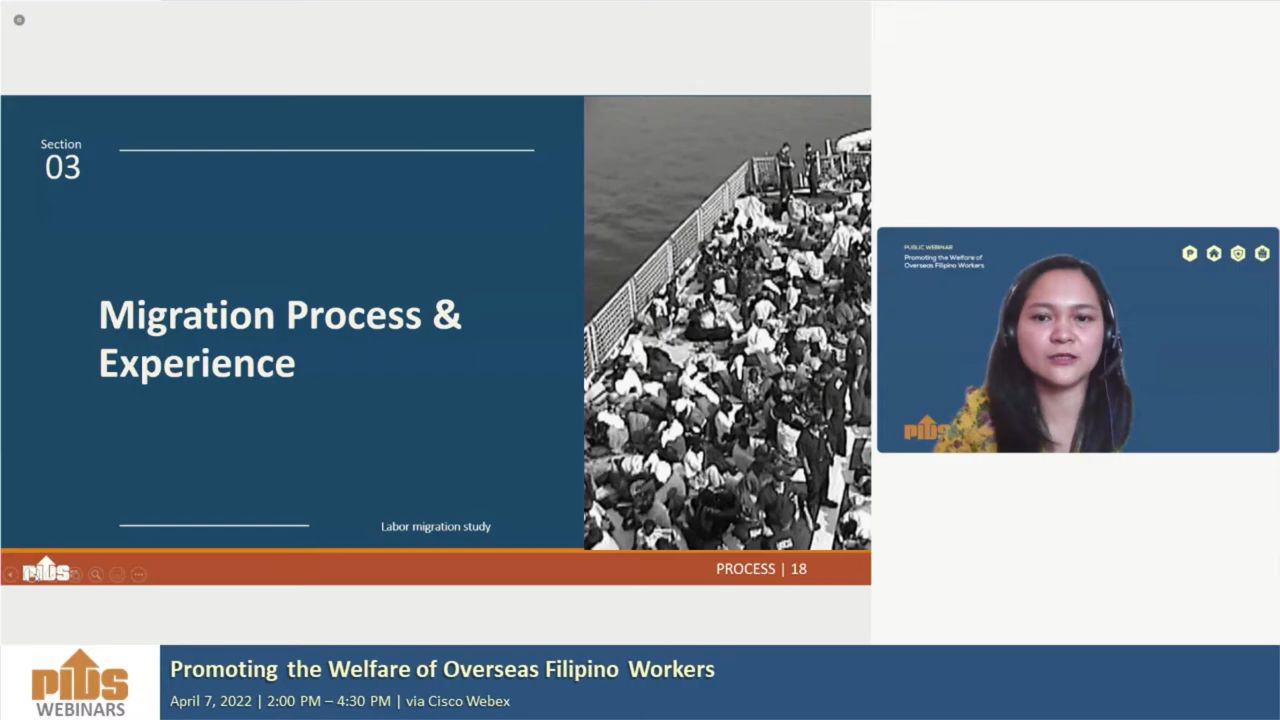 Section
03
Migration Process &
Experience
Labor migration study
PIDS
PROCESS | 18
PUBLIC WEBINAR
Promoting the Welfare of
Overseas Filipino Workers
P
PIDS
PIDS
WEBINARS
Promoting the Welfare of Overseas Filipino Workers
April 7, 2022 | 2:00 PM – 4:30 PM | via Cisco Webex